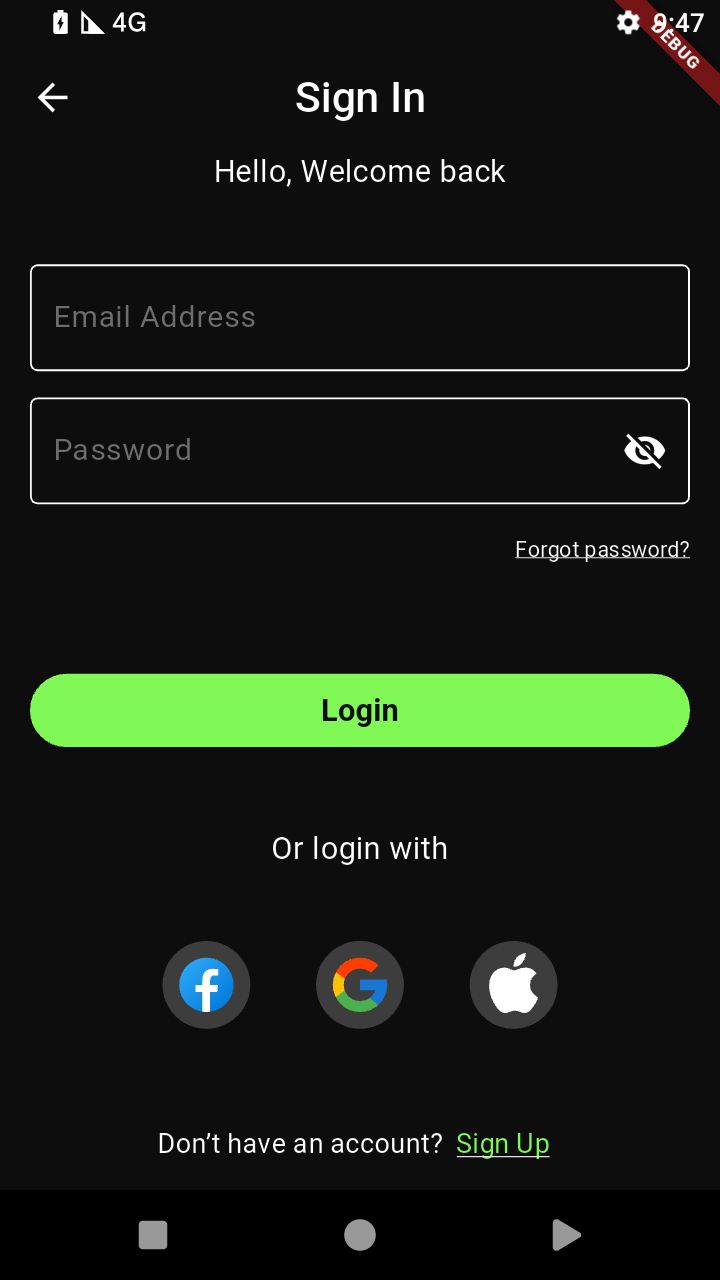 4G 9:47
DEBUG
Sign In
Hello, Welcome back
Email Address
Password
Forgot password?
Login
Or login with
Don’t have an account? Sign Up